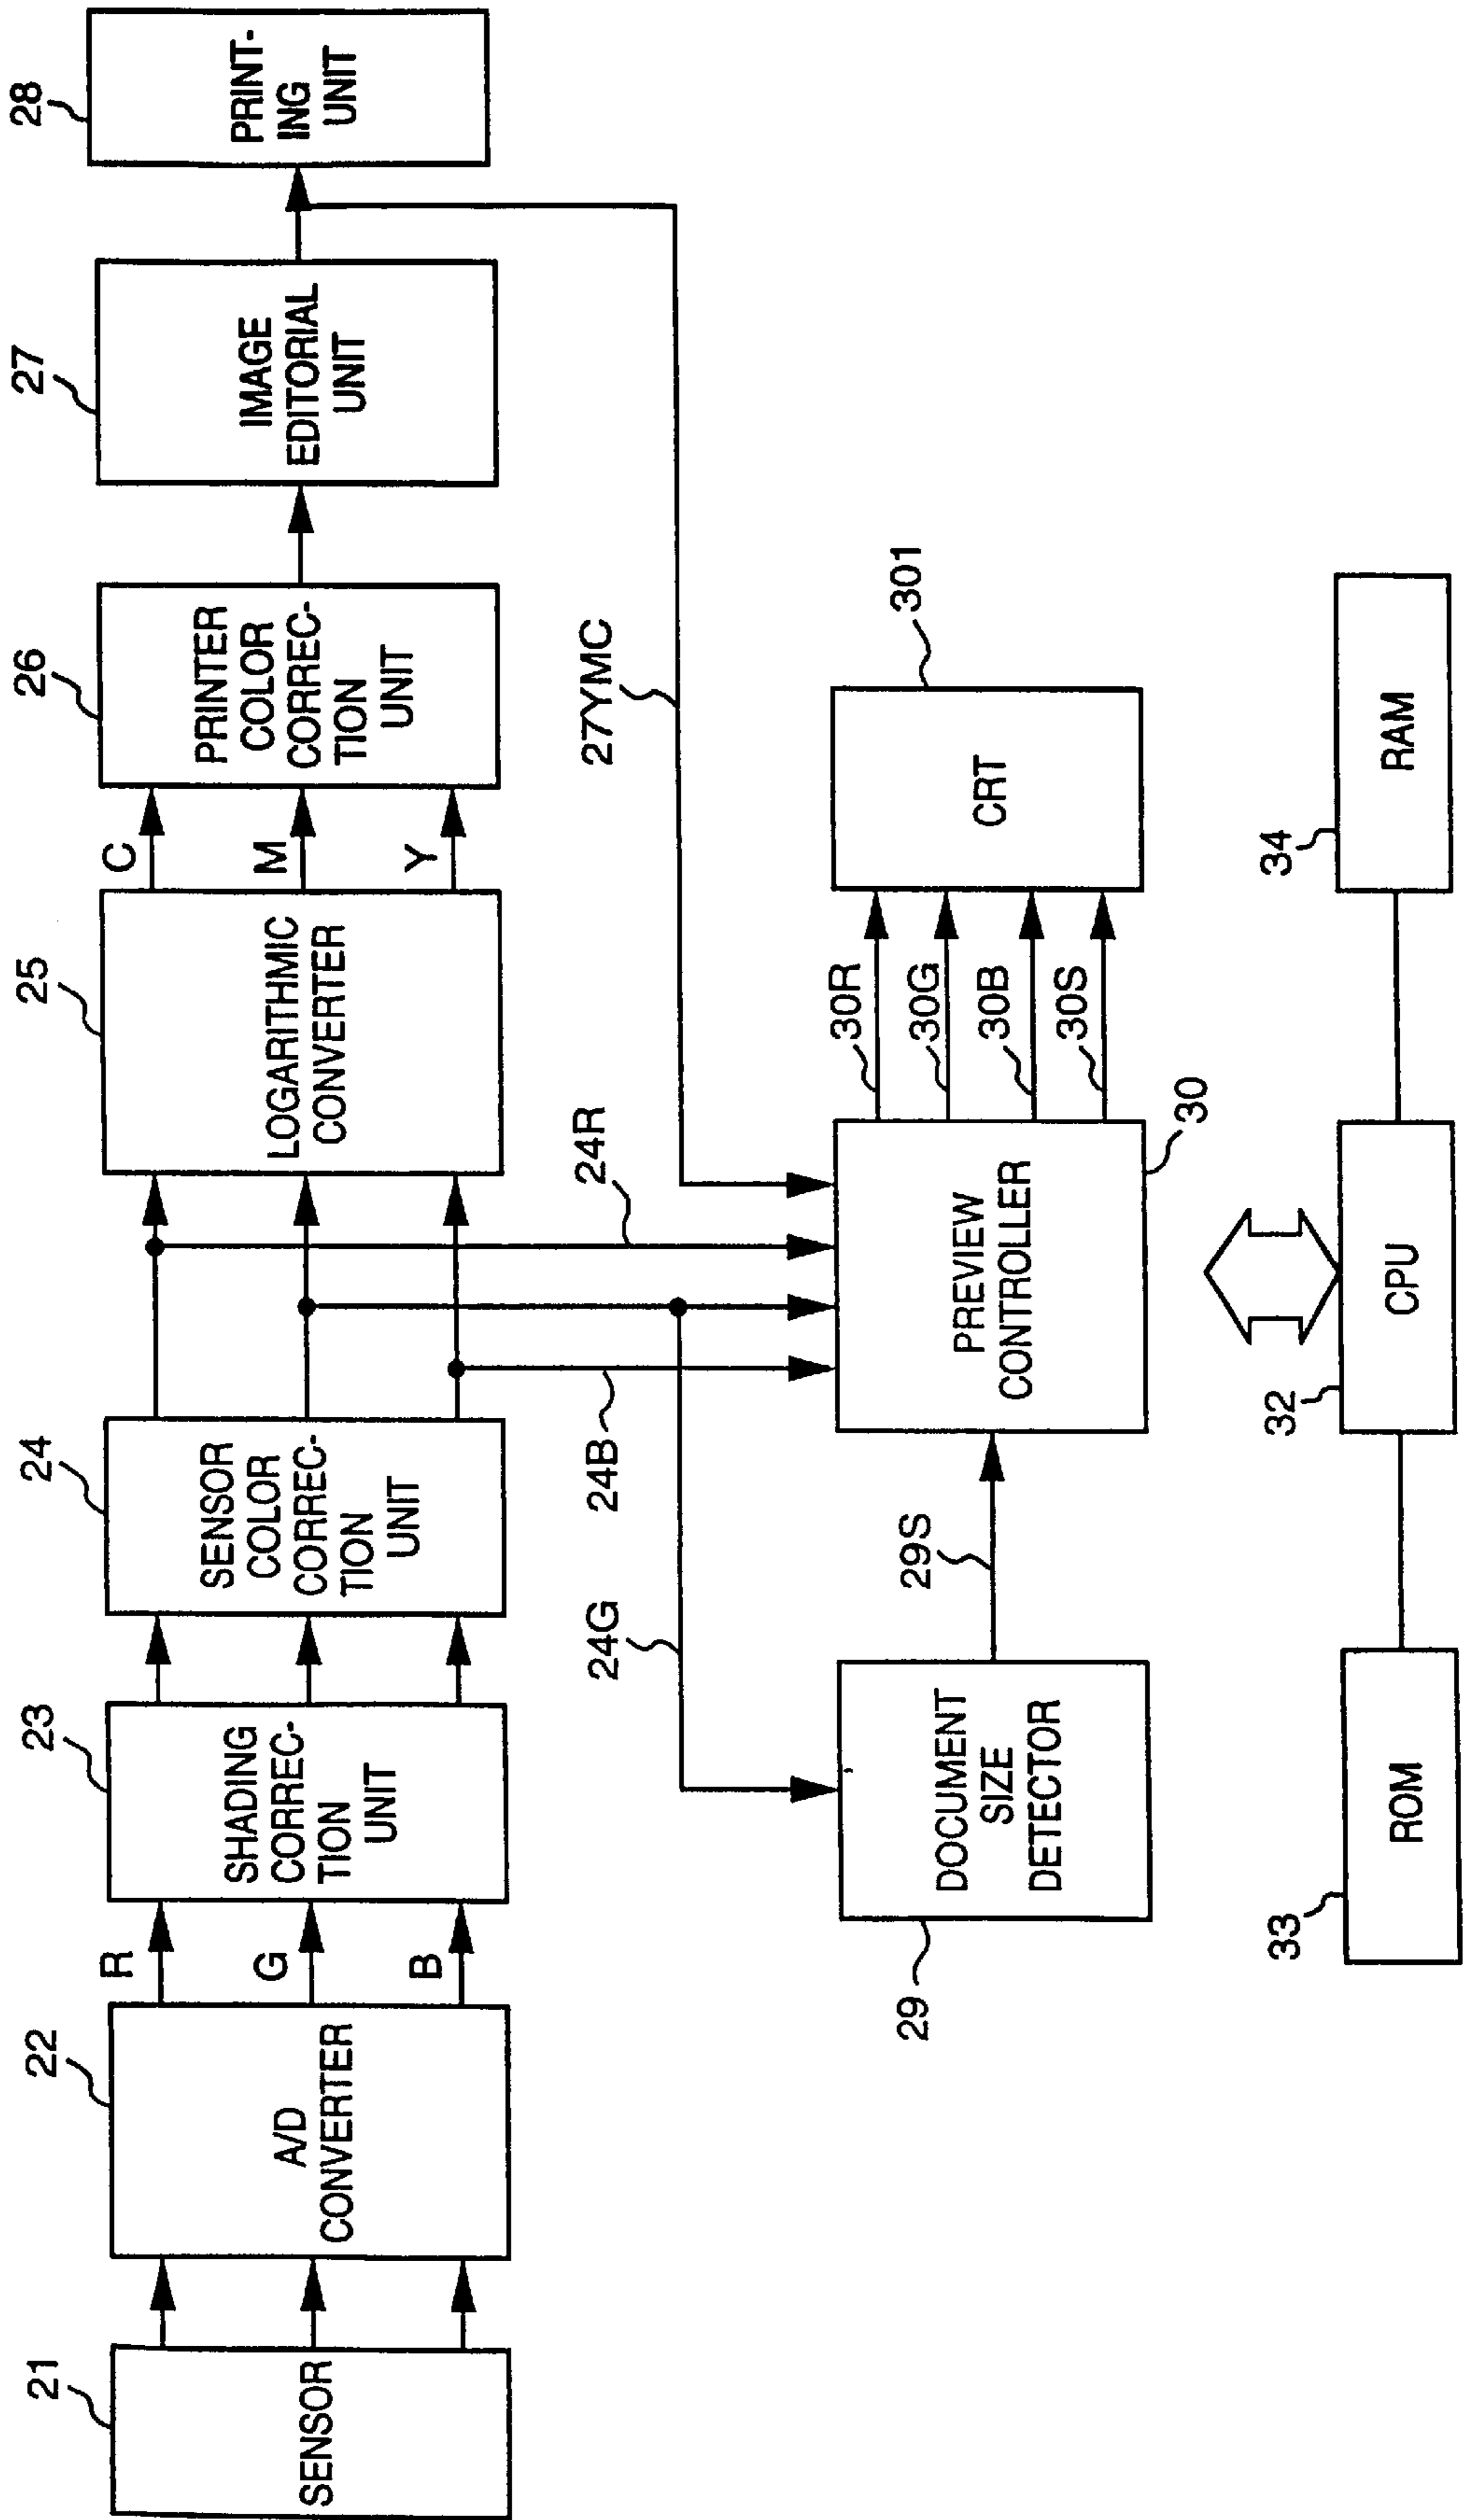 21
SENSOR
22
A/D
CONVERTER
R
G
B
23
SHADING
CORREC-
TION
UNIT
24
SENSOR
COLOR
CORREC-
TION
UNIT
25
LOGARITHMIC
CONVERTER
C
M
Y
26
PRINTER
COLOR
CORREC-
TION
UNIT
27
IMAGE
EDITORIAL
UNIT
28
PRINT-
ING
UNIT
24G
24B
24R
27YMC
29
DOCUMENT
SIZE
DETECTOR
29S
PREVIEW
CONTROLLER
30
30R
30G
30B
30S
301
CRT
33
ROM
32
CPU
34
RAM